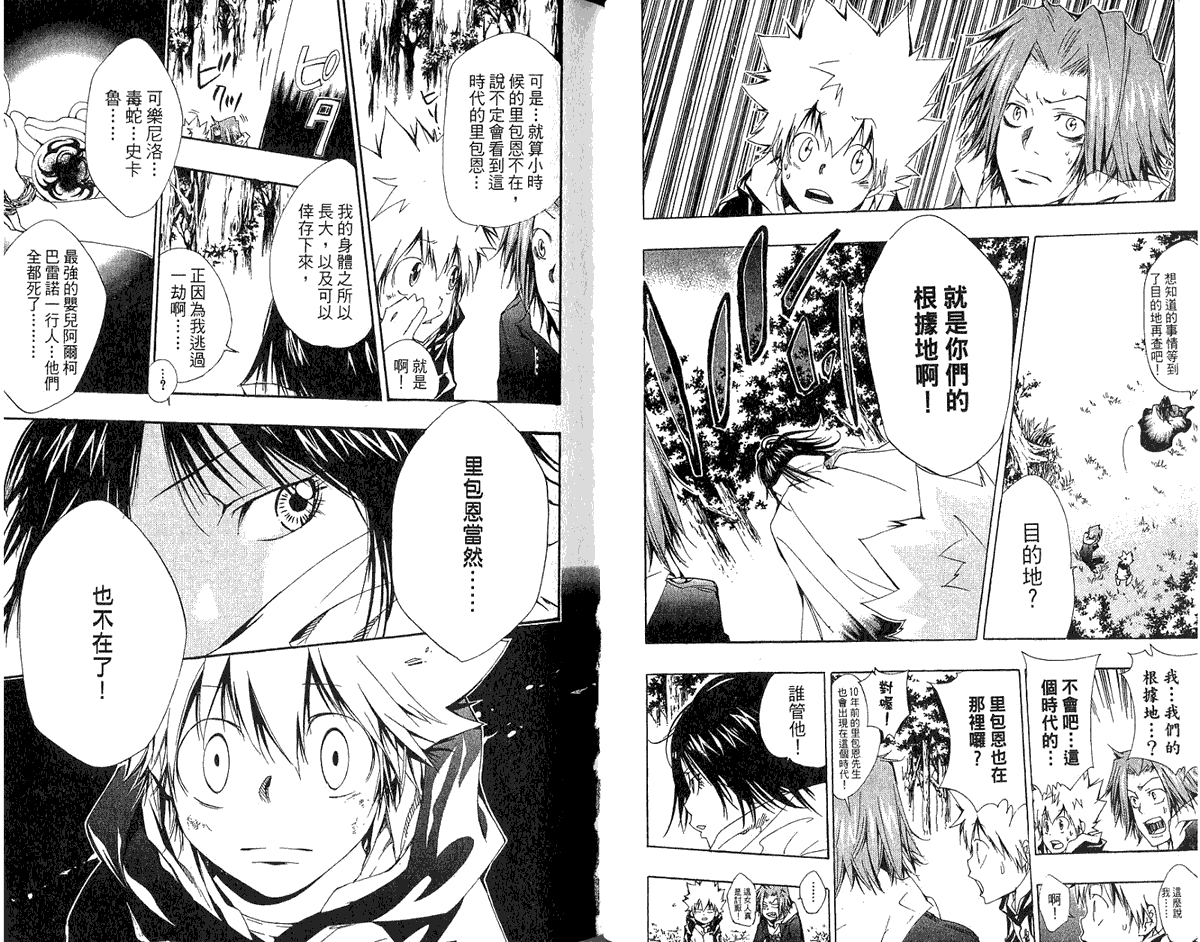 想知道的事情等到
了目的地再查吧！
目的地？
就是你們的
根據地啊！
我…我們的
根據地…？
不會吧…這
個時代的…
里包恩也在
那裡囉？
對喔！
10年前的里包恩先生
也會出現在這個時代！
誰管他！
這麼說
我……
啊！
……
這女人真
是討厭！
可是…就算小時
候的里包恩不在，
說不定會看到這
時代的里包恩…
就是
啊！
ピタ
ビクッ
ビクッ
我的身體之所以
長大，以及可以
倖存下來，
正因為我逃過
一劫啊……
…？
可樂尼洛…
毒蛇…史卡
魯……
最強的嬰兒阿爾柯
巴雷諾一行人…他們
全都死了………
里包恩當然……
也不在了！